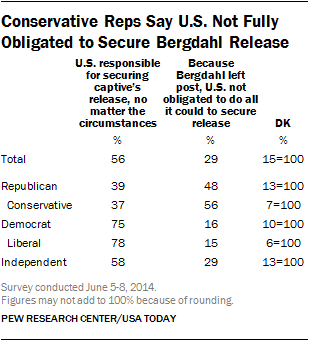 Conservative Reps Say U.S. Not Fully
Obligated to Secure Bergdahl Release
U.S. responsible for securing captive's release, no matter the circumstances
Because Bergdahl left post, U.S. not obligated to do all it could to secure release
DK
% % %
Total 56 29 15=100
Republican 39 48 13=100
Conservative 37 56 7=100
Democrat 75 16 10=100
Liberal 78 15 6=100
Independent 58 29 13=100
Survey conducted June 5-8, 2014.
Figures may not add to 100% because of rounding.
PEW RESEARCH CENTER/USA TODAY